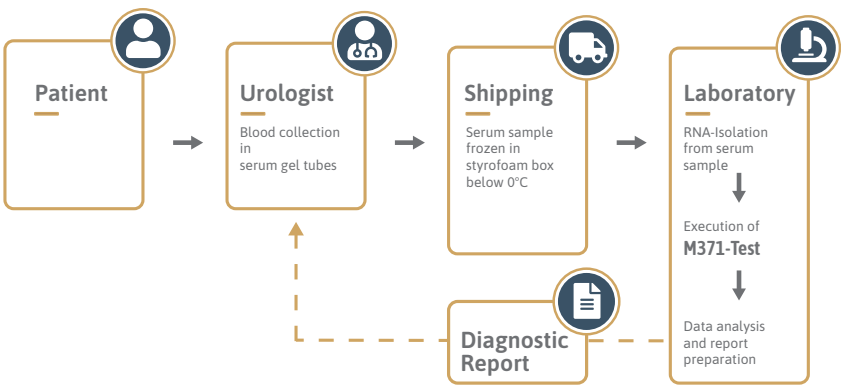 Patient
Urologist
Blood collection
in
serum gel tubes
Shipping
Serum sample
frozen in
styrofoam box
below 0°C
Laboratory
RNA-Isolation
from serum
sample
Execution of
M371-Test
Data analysis
and report
preparation
Diagnostic
Report